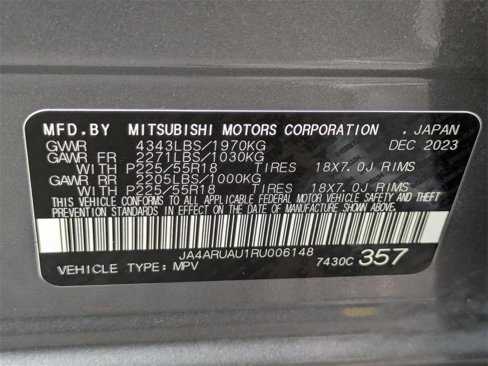 MFD.BY MITSUBISHI MOTORS CORPORATION . JAPAN
GVWR 4343LBS/1970KG DEC 2023
GAWR FR 2271LBS/1030KG
WITH P225/55R18 TIRES 18X7.0J RIMS
GAWR RR 2205LBS/1000KG
WITH P225/55R18 TIRES 18X7.0J RIMS
THIS VEHICLE CONFORMS TO ALL APPLICABLE FEDERAL MOTOR VEHICLE SAFETY AND THEFT
PREVENTION STANDARDS IN EFFECT ON THE DATE OF MANUFACTURE SHOWN ABOVE.
JA4ARUAU1RU006148
VEHICLE TYPE: MPV 7430C 357